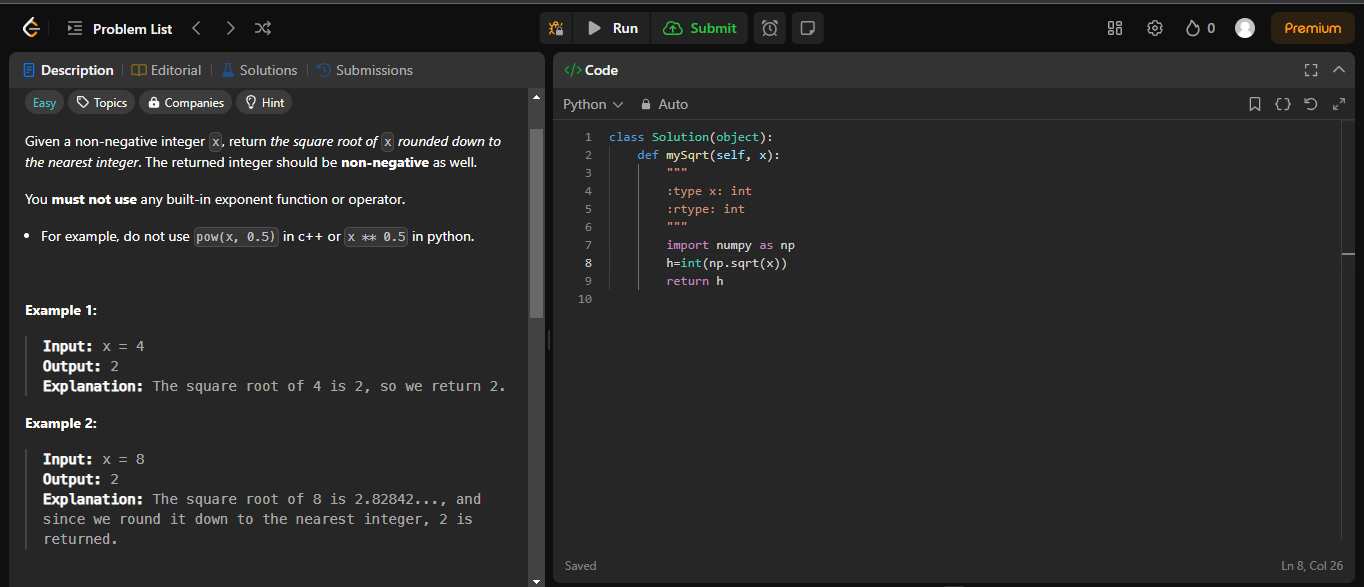 Problem List
Run
Submit
0
Premium
Description
Editorial
Solutions
Submissions
Easy
Topics
Companies
Hint
Given a non-negative integer x, return the square root of x rounded down to
the nearest integer. The returned integer should be non-negative as well.
You must not use any built-in exponent function or operator.
• For example, do not use pow(x, 0.5) in c++ or x ** 0.5 in python.
Example 1:
Input: x = 4
Output: 2
Explanation: The square root of 4 is 2, so we return 2.
Example 2:
Input: x = 8
Output: 2
Explanation: The square root of 8 is 2.82842..., and
since we round it down to the nearest integer, 2 is
returned.
</> Code
Python
Auto
1 class Solution(object):
2     def mySqrt(self, x):
3         """
4         :type x: int
5         :rtype: int
6         """
7         import numpy as np
8         h=int(np.sqrt(x))
9         return h
10
Saved
Ln 8, Col 26